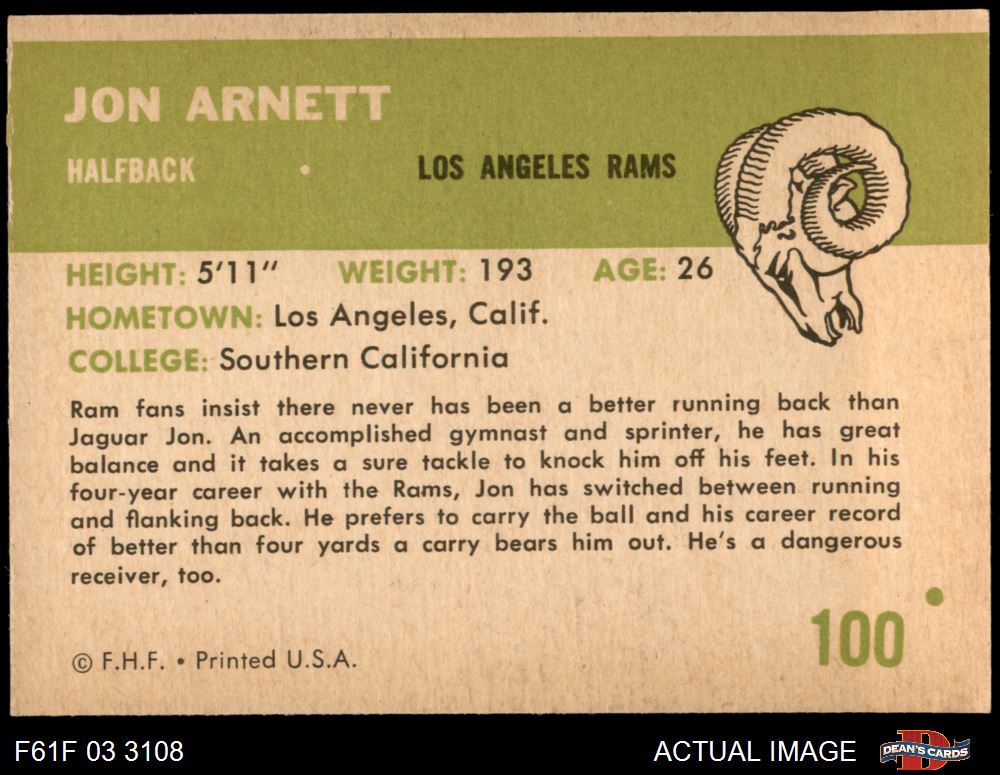 JON ARNETT
HALFBACK • LOS ANGELES RAMS
HEIGHT: 5'11" WEIGHT: 193 AGE: 26
HOMETOWN: Los Angeles, Calif.
COLLEGE: Southern California
Ram fans insist there never has been a better running back than
Jaguar Jon. An accomplished gymnast and sprinter, he has great
balance and it takes a sure tackle to knock him off his feet. In his
four-year career with the Rams, Jon has switched between running
and flanking back. He prefers to carry the ball and his career record
of better than four yards a carry bears him out. He's a dangerous
receiver, too.
100
© F.H.F. • Printed U.S.A.
F61F 03 3108 ACTUAL IMAGE D DEAN'S CARDS